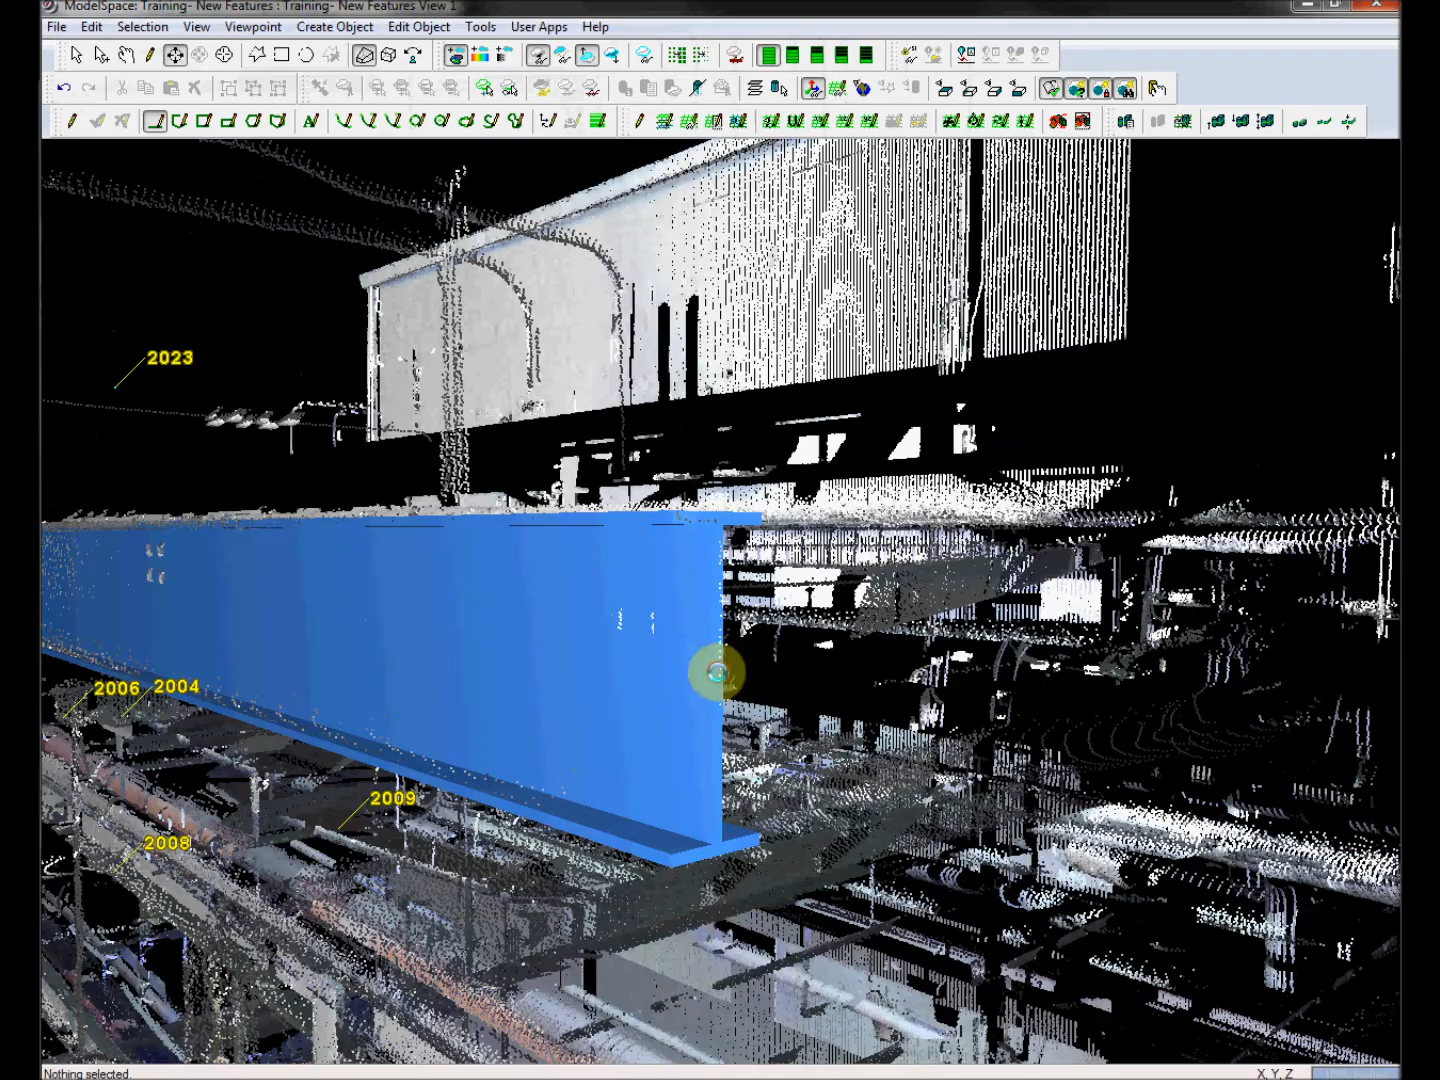 ModelSpace: Training- New Features : Training- New Features View 1
File Edit Selection View Viewpoint Create Object Edit Object Tools User Apps Help
2023
2006 2004
2009
2008
Nothing selected.
X, Y, Z